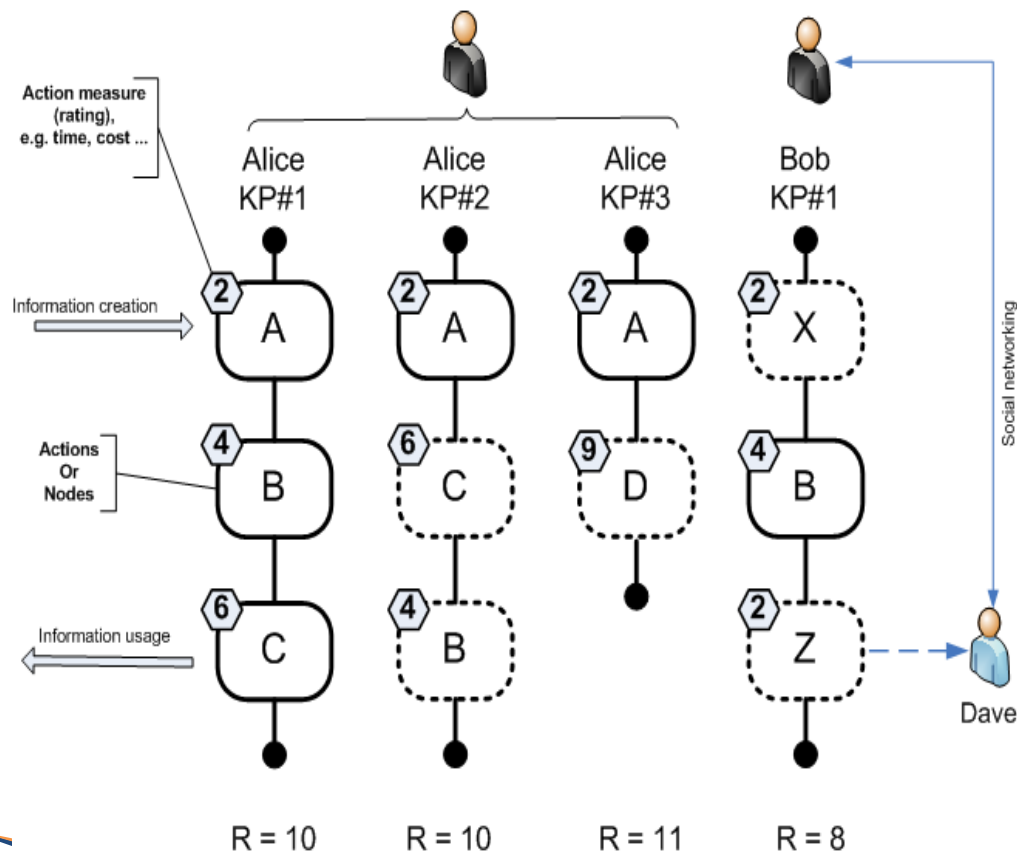 Action measure
(rating),
e.g. time, cost ...
Alice
KP#1
Alice
KP#2
Alice
KP#3
Bob
KP#1
2
A
2
A
2
A
2
X
Information creation
Social networking
Actions
Or
Nodes
4
B
6
C
9
D
4
B
6
C
4
B
2
Z
Information usage
Dave
R = 10
R = 10
R = 11
R = 8